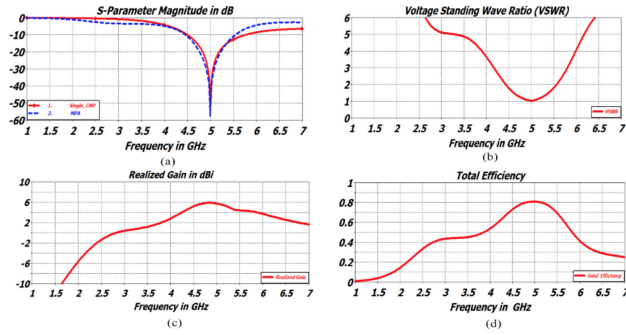 S-Parameter Magnitude in dB
0
-10
-20
-30
-40
-50
-60
1. Single_CMP
2. MPA
1 1.5 2 2.5 3 3.5 4 4.5 5 5.5 6 6.5 7
Frequency in GHz
(a)
Voltage Standing Wave Ratio (VSWR)
6
5
4
3
2
1
0
VSWR
1 1.5 2 2.5 3 3.5 4 4.5 5 5.5 6 6.5 7
Frequency in GHz
(b)
Realized Gain in dBi
10
6
2
-2
-6
-10
Realized Gain
1 1.5 2 2.5 3 3.5 4 4.5 5 5.5 6 6.5 7
Frequency in GHz
(c)
Total Efficiency
1
0.8
0.6
0.4
0.2
0
Total Efficiency
1 1.5 2 2.5 3 3.5 4 4.5 5 5.5 6 6.5 7
Frequency in GHz
(d)